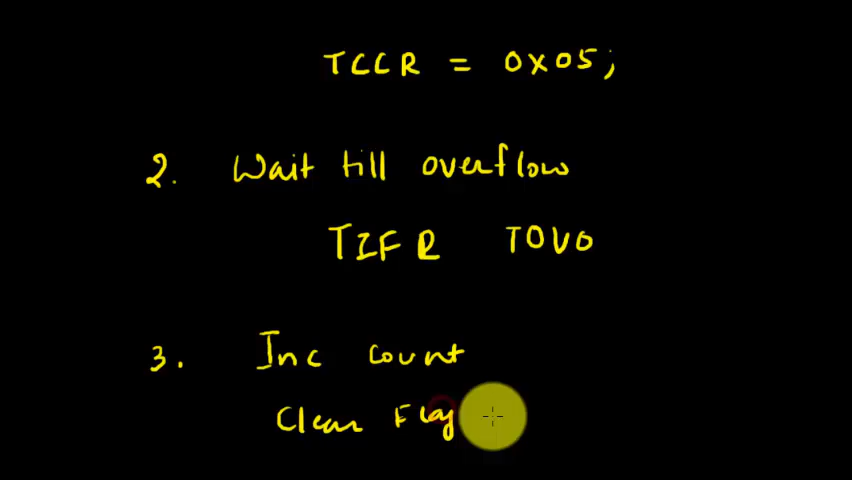 TCCR = 0X05;
2. Wait till overflow
TIFR TOV0
3. Inc count
Clear Flag